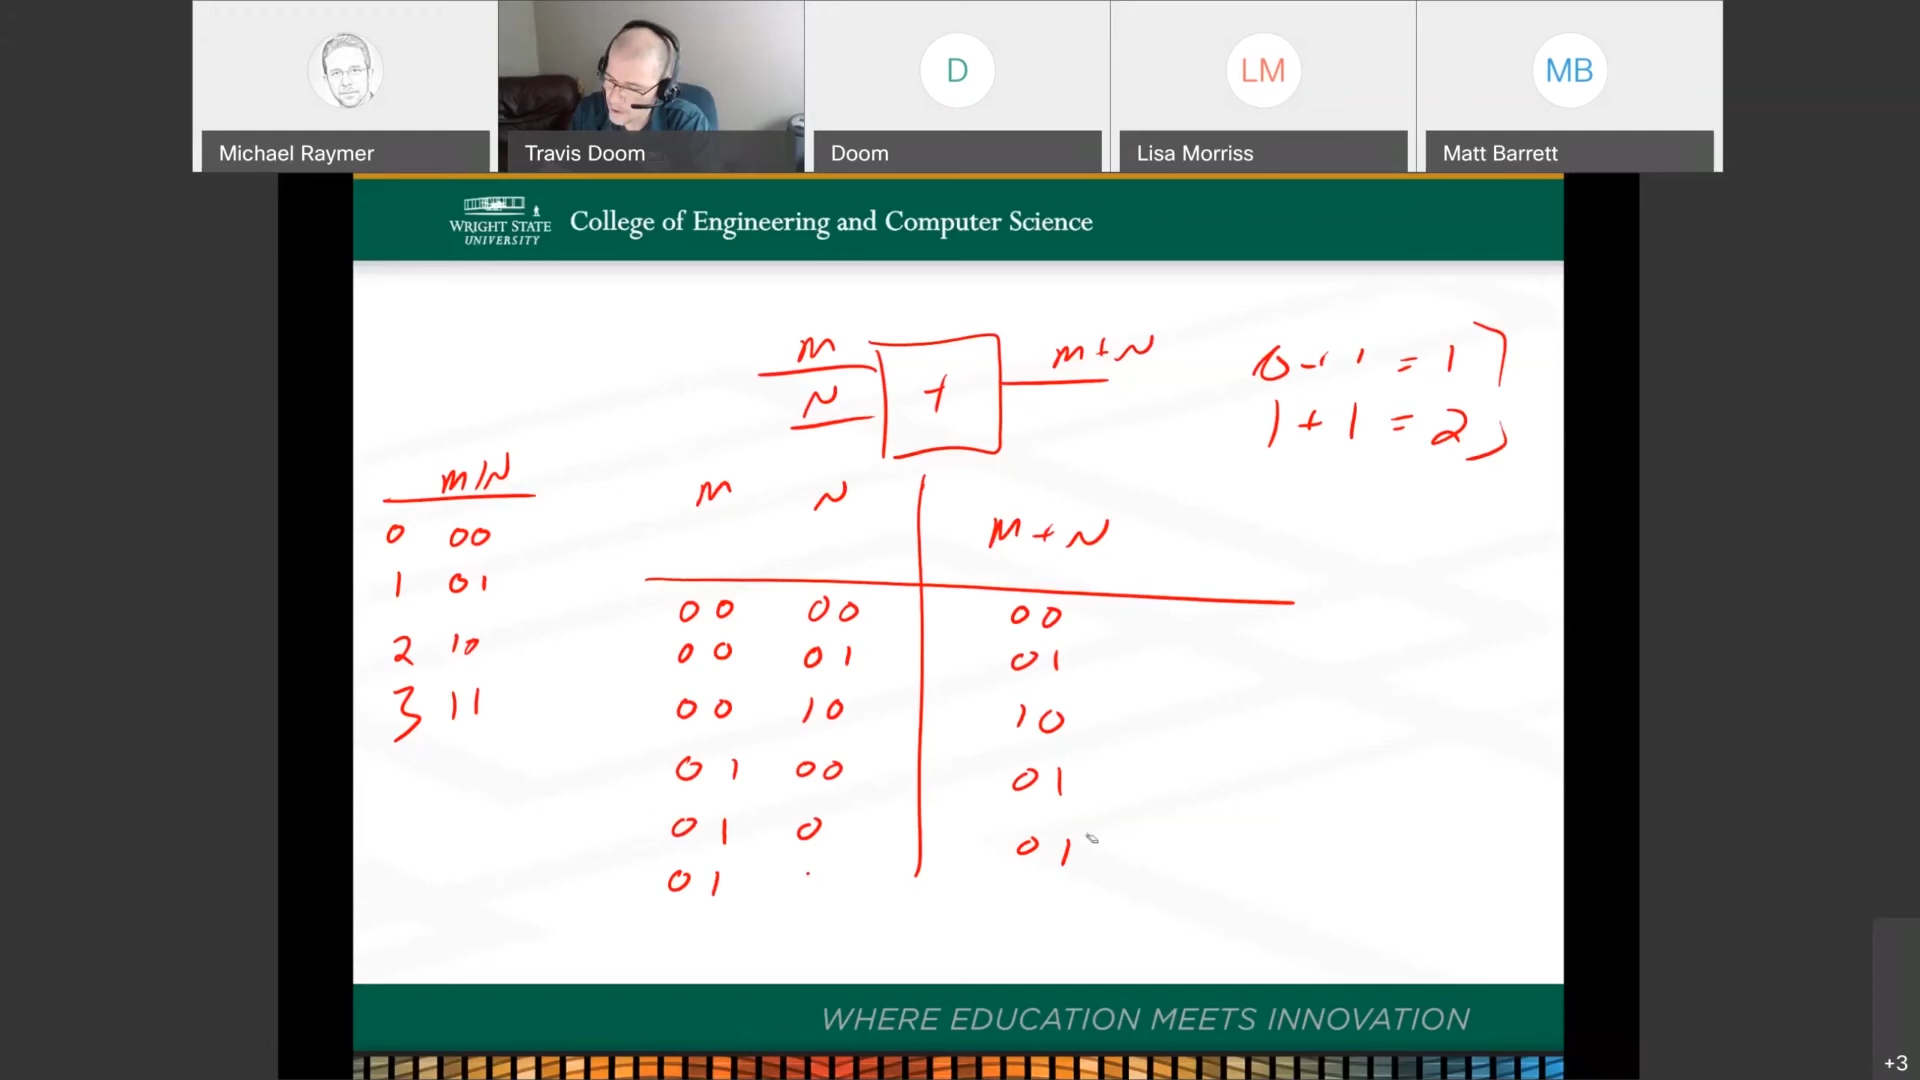 D
LM
MB
Michael Raymer
Travis Doom
Doom
Lisa Morriss
Matt Barrett
WRIGHT STATE
UNIVERSITY
College of Engineering and Computer Science
M
N
+
M+N
0+1 = 1
1 + 1 = 2
M/N
0 00
1 01
2 10
3 11
M N M + N
00 00 00
00 01 01
00 10 10
01 00 01
01 0 01
01
WHERE EDUCATION MEETS INNOVATION
+3